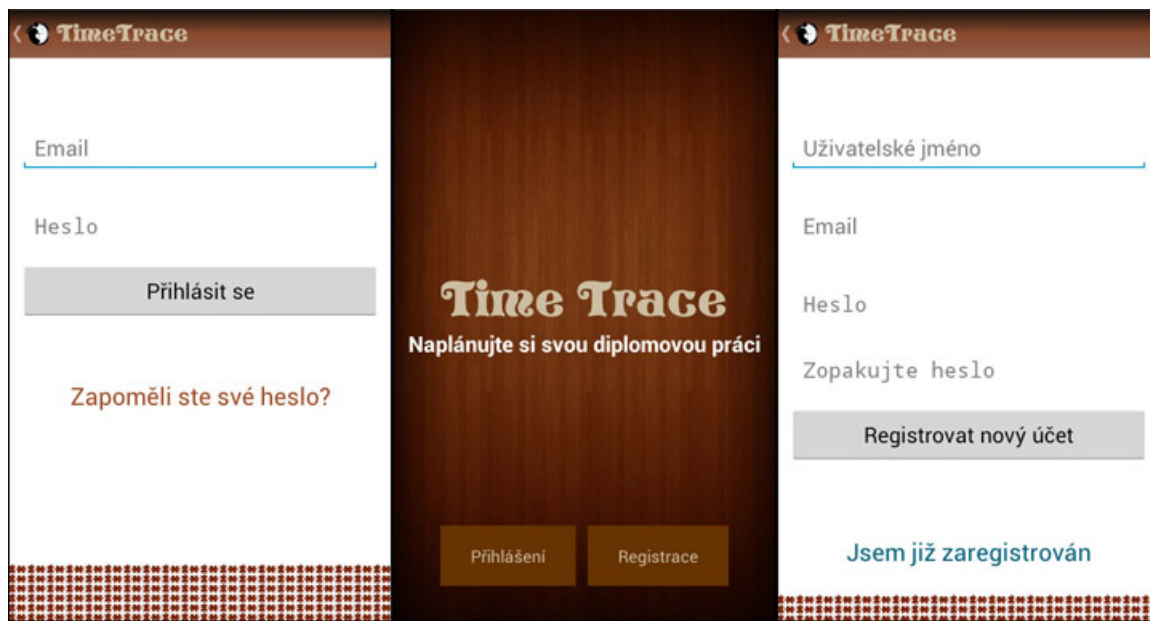 TimeTrace
Email
Heslo
Přihlásit se
Zapoměli ste své heslo?
Time Trace
Naplánujte si svou diplomovou práci
Přihlášení
Registrace
TimeTrace
Uživatelské jméno
Email
Heslo
Zopakujte heslo
Registrovat nový účet
Jsem již zaregistrován